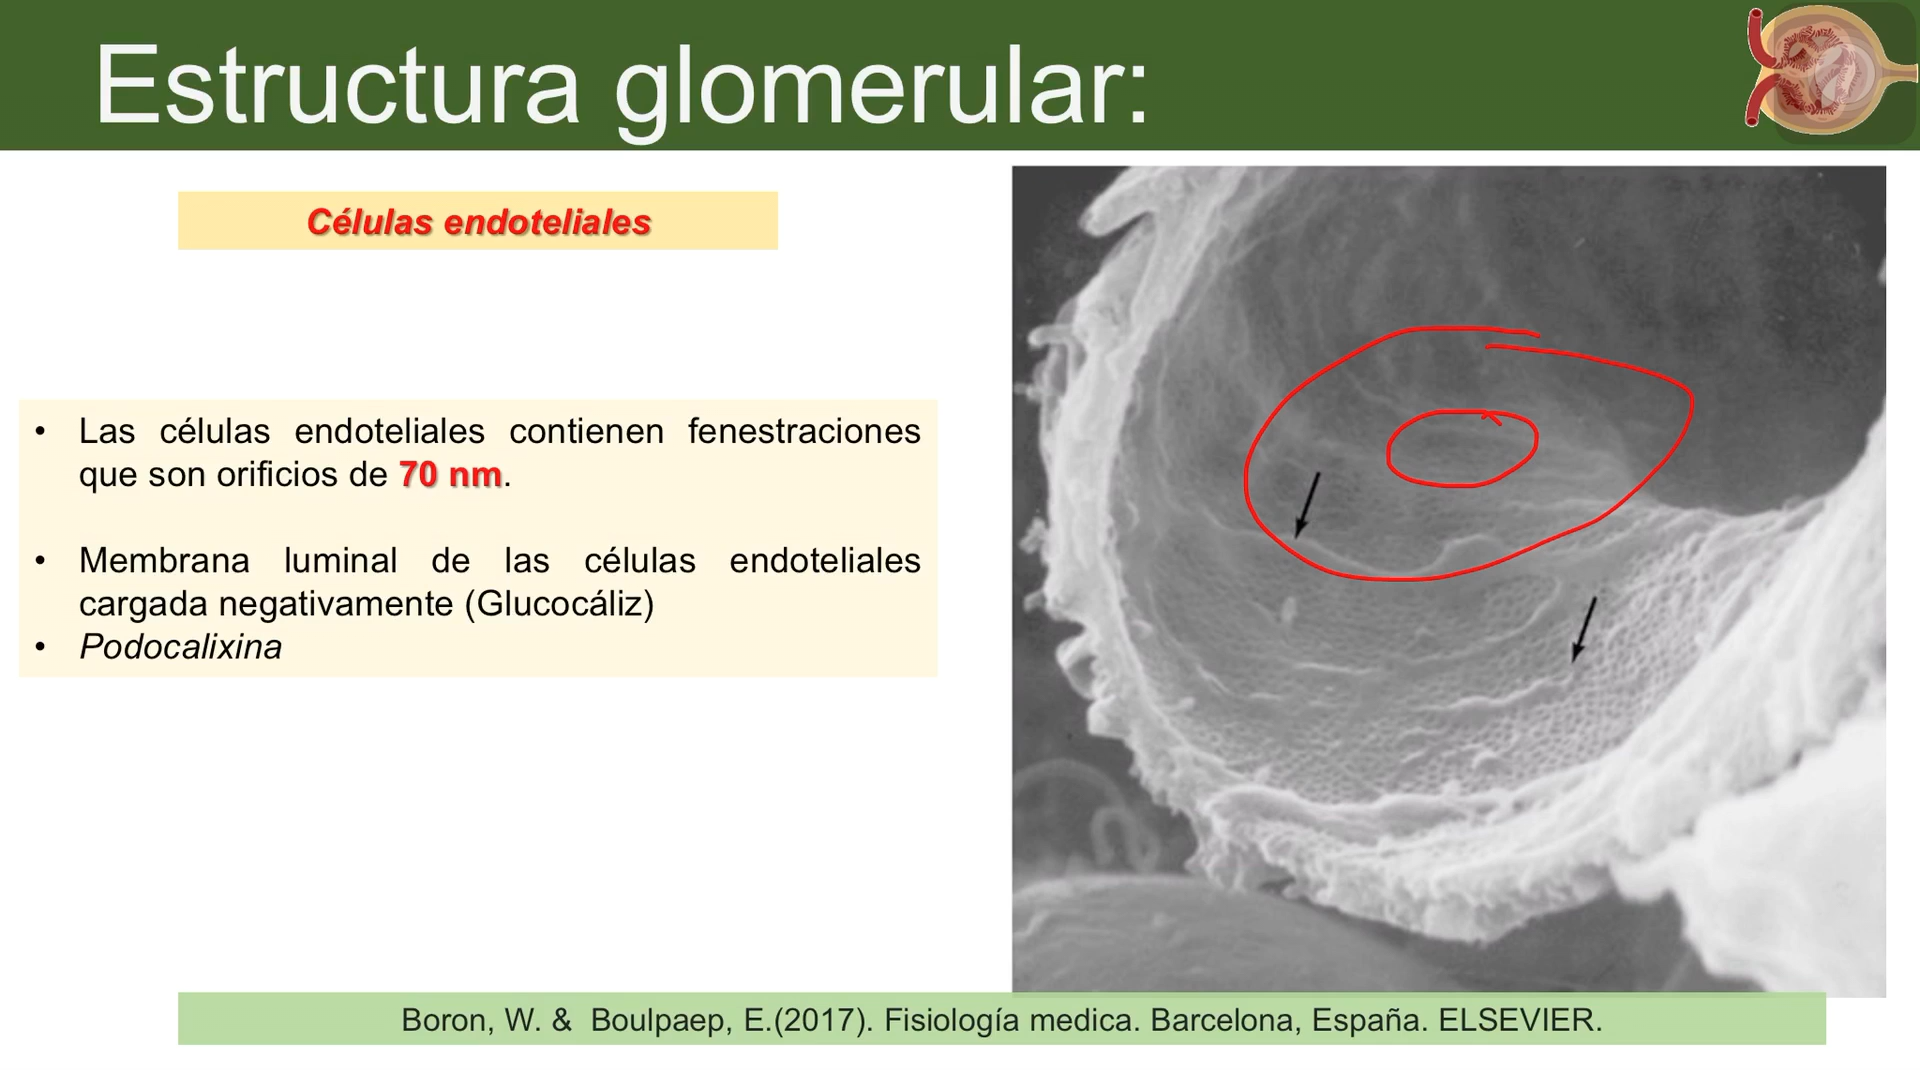 Estructura glomerular:
Células endoteliales
• Las células endoteliales contienen fenestraciones
que son orificios de 70 nm.
• Membrana luminal de las células endoteliales
cargada negativamente (Glucocáliz)
• Podocalixina
Boron, W. & Boulpaep, E.(2017). Fisiología medica. Barcelona, España. ELSEVIER.